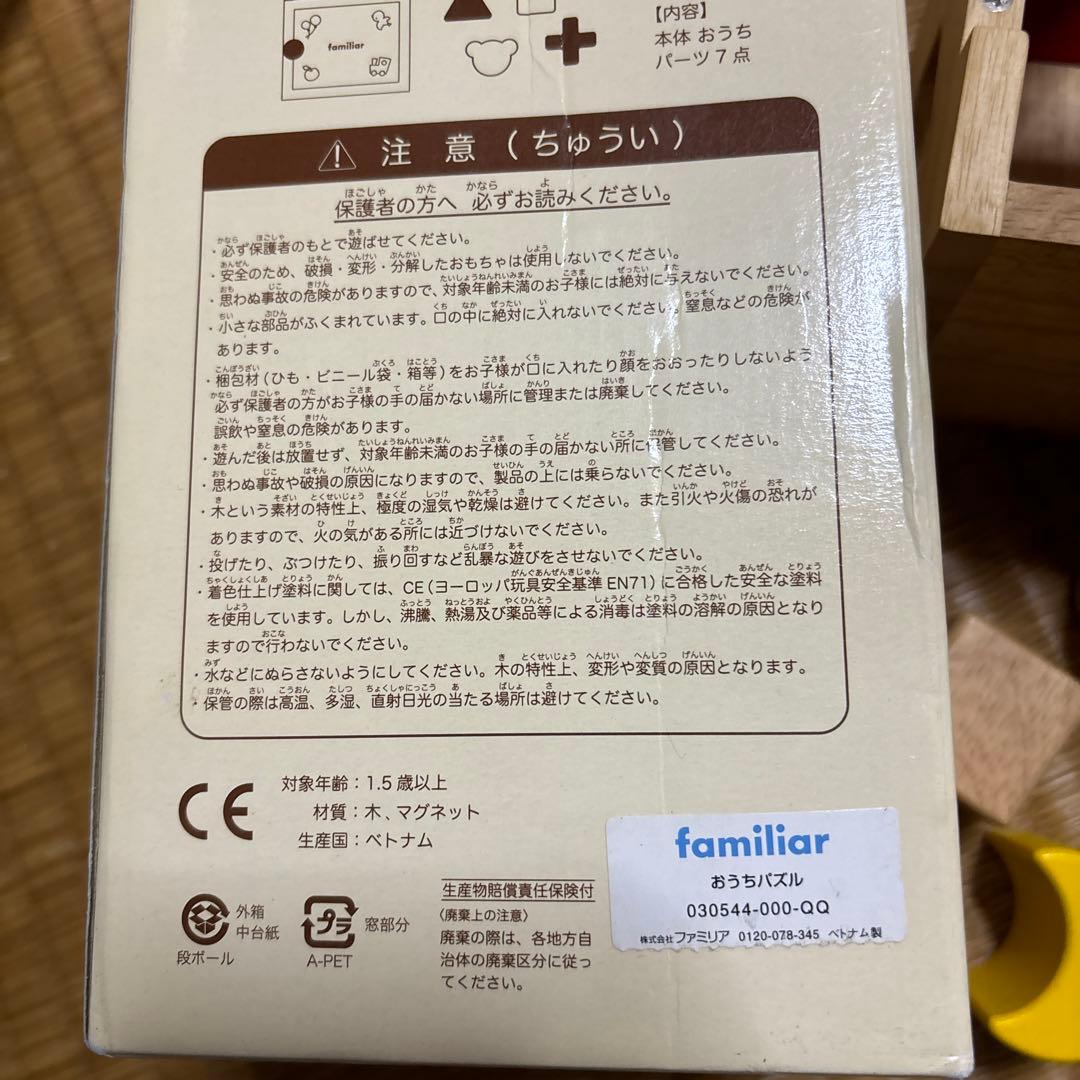 familiar
【内容】
本体 おうち
パーツ7点
注 意 (ちゅうい)
保護者の方へ 必ずお読みください。
・必ず保護者のもとで遊ばせてください。
・安全のため、破損・変形・分解したおもちゃは使用しないでください。
・思わぬ事故の危険がありますので、対象年齢未満のお子様には絶対に与えないでください。
・小さな部品がふくまれています。口の中に絶対に入れないでください。窒息などの危険が
あります。
・梱包材(ひも・ビニール袋・箱等)をお子様が口に入れたり顔をおおったりしないよう
必ず保護者の方がお子様の手の届かない場所に管理または廃棄してください。
誤飲や窒息の危険があります。
・遊んだ後は放置せず、対象年齢未満のお子様の手の届かない所に保管してください。
・思わぬ事故や破損の原因になりますので、製品の上には乗らないでください。
・木という素材の特性上、極度の湿気や乾燥は避けてください。また引火や火傷の恐れが
ありますので、火の気がある所には近づけないでください。
・投げたり、ぶつけたり、振り回すなど乱暴な遊びをさせないでください。
・着色仕上げ塗料に関しては、CE(ヨーロッパ玩具安全基準EN71)に合格した安全な塗料
を使用しています。しかし、沸騰、熱湯及び薬品等による消毒は塗料の溶解の原因となり
ますので行わないでください。
・水などにぬらさないようにしてください。木の特性上、変形や変質の原因となります。
・保管の際は高温、多湿、直射日光の当たる場所は避けてください。
CE
対象年齢:1.5歳以上
材質:木、マグネット
生産国:ベトナム
外箱
中台紙
段ボール
プラ
窓部分
A-PET
生産物賠償責任保険付
〈廃棄上の注意〉
廃棄の際は、各地方自
治体の廃棄区分に従っ
てください。
familiar
おうちパズル
030544-000-QQ
株式会社ファミリア 0120-078-345 ベトナム製